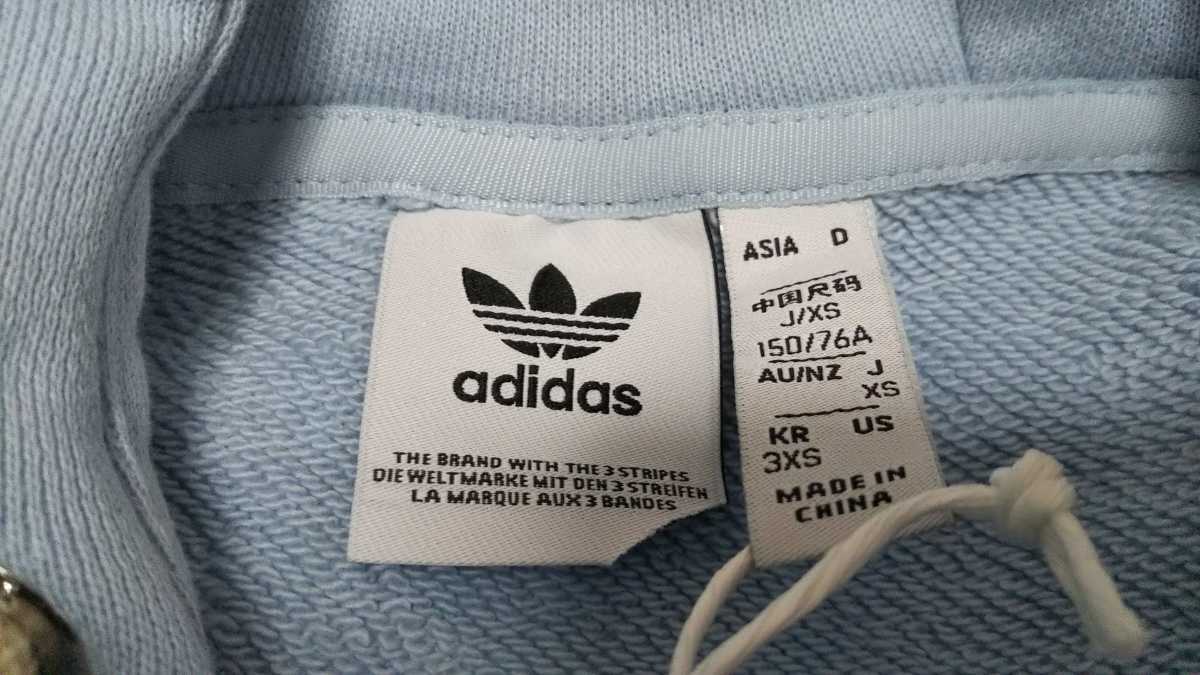 adidas
THE BRAND WITH THE 3 STRIPES
DIE WELTMARKE MIT DEN 3 STREIFEN
LA MARQUE AUX 3 BANDES
ASIA D
中国尺码
J/XS
150/76A
AU/NZ J
XS
KR US
3XS
MADE IN
CHINA